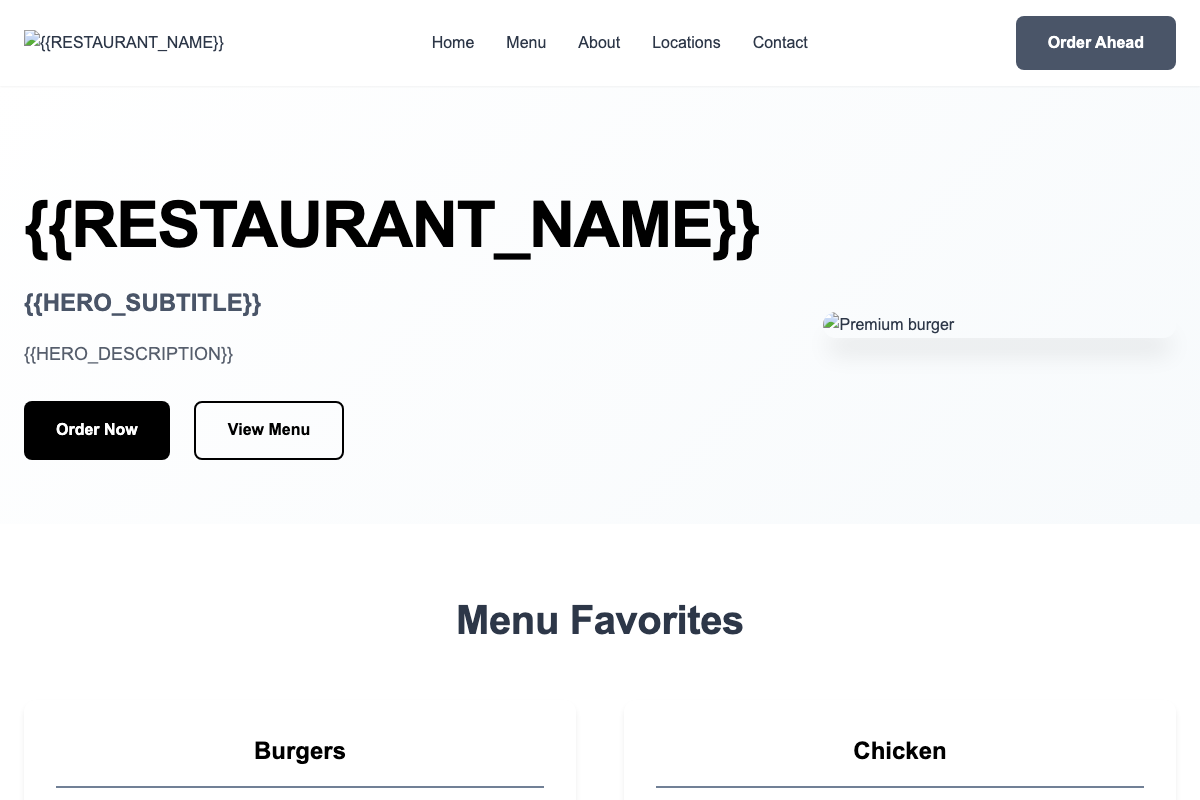 {{RESTAURANT_NAME}}
Home
Menu
About
Locations
Contact
Order Ahead
{{RESTAURANT_NAME}}
{{HERO_SUBTITLE}}
{{HERO_DESCRIPTION}}
Order Now
View Menu
Premium burger
Menu Favorites
Burgers
Chicken